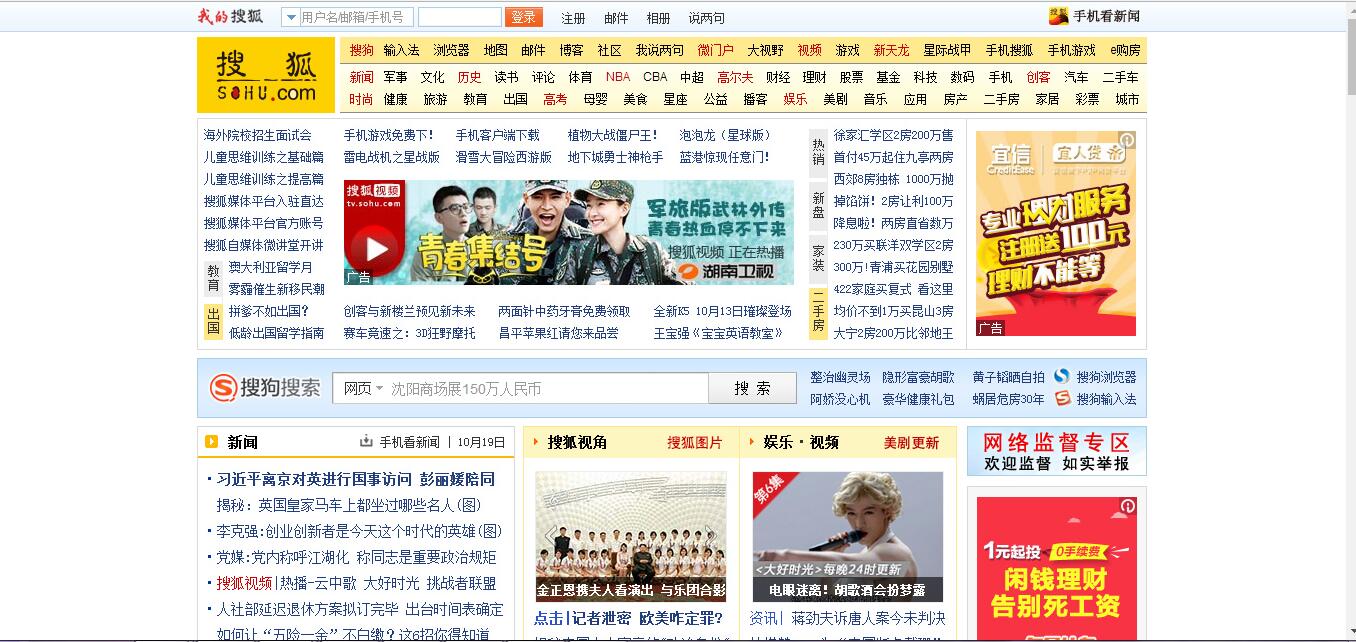 我的搜狐 用户名/邮箱/手机号 登录 注册 邮件 相册 说两句 手机看新闻
搜狐 SOHU.com
搜狗 输入法 浏览器 地图 邮件 博客 社区 我说两句 微门户 大视野 视频 游戏 新天龙 星际战甲 手机搜狐 手机游戏 e购房
新闻 军事 文化 历史 读书 评论 体育 NBA CBA 中超 高尔夫 财经 理财 股票 基金 科技 数码 手机 创客 汽车 二手车
时尚 健康 旅游 教育 出国 高考 母婴 美食 星座 公益 播客 娱乐 美剧 音乐 应用 房产 二手房 家居 彩票 城市
海外院校招生面试会
儿童思维训练之基础篇
儿童思维训练之提高篇
搜狐媒体平台入驻直达
搜狐媒体平台官方账号
搜狐自媒体微讲堂开讲
教育
澳大利亚留学月
雾霾催生新移民潮
出国
拼爹不如出国?
低龄出国留学指南
手机游戏免费下! 手机客户端下载 植物大战僵尸王! 泡泡龙（星球版）
雷电战机之星战版 滑雪大冒险西游版 地下城勇士神枪手 蓝港惊现任意门!
搜狐视频
tv.sohu.com
青春集结号
军旅版武林外传
青春热血停不下来
搜狐视频 正在热播
湖南卫视
广告
创客与新楼兰预见新未来 两面针中药牙膏免费领取 全新K5 10月13日璀璨登场
赛车竞速之：3D狂野摩托 昌平苹果红请您来品尝 王宝强《宝宝英语教室》
热销
新盘
家装
二手房
徐家汇学区2房200万售
首付45万起住九亭两房
西郊8房独栋 1000万抛
掉馅饼! 2房让利100万
降息啦! 两房直省数万
230万买联洋双学区2房
300万!青浦买花园别墅
422家庭买复式 看这里
均价不到1万买昆山3房
大宁2房200万比邻地王
宜信 CreditEase 宜人贷
专业理财服务
注册送100元
理财不能等
广告
搜狗搜索 网页 沈阳商场展150万人民币 搜 索
整治幽灵场 隐形富豪胡歌 黄子韬晒自拍 搜狗浏览器
阿娇没心机 豪华健康礼包 蜗居危房30年 搜狗输入法
新闻 手机看新闻 | 10月19日
习近平离京对英进行国事访问 彭丽媛陪同
揭秘：英国皇家马车上都坐过哪些名人(图)
李克强:创业创新者是今天这个时代的英雄(图)
党媒:党内称呼江湖化 称同志是重要政治规矩
搜狐视频|热播-云中歌 大好时光 挑战者联盟
人社部延迟退休方案拟订完毕 出台时间表确定
如何让“五险一金”不白缴？这6招你得知道
搜狐视角 搜狐图片
金正恩携夫人看演出 与乐团合影
点击|记者泄密 欧美咋定罪?
娱乐·视频 美剧更新
第6集
<大好时光>每晚24时更新
电眼迷离! 胡歌酒会扮梦露
资讯| 蒋劲夫诉唐人案今未判决
网络监督专区
欢迎监督 如实举报
1元起投 0手续费
闲钱理财
告别死工资